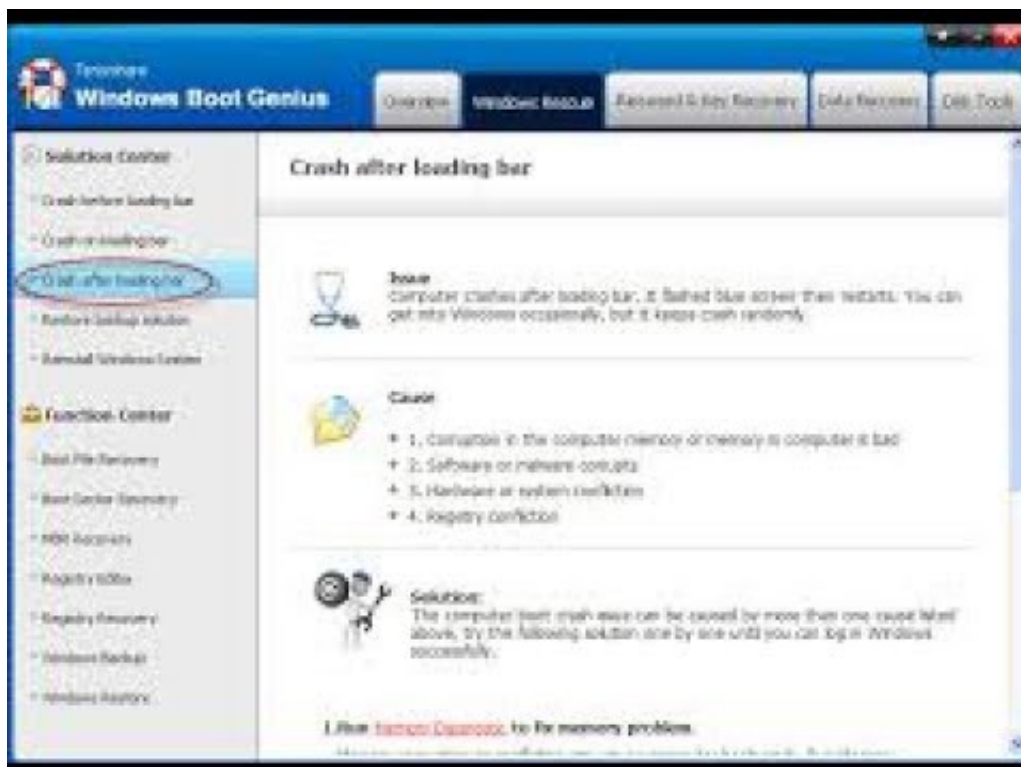 Tenorshare
Windows Boot Genius
Overview
Windows Rescue
Password & Key Recovery
Data Recovery
Disk Tools
Solution Center
Crash before loading bar
Crash or loading bar
Crash after loading bar
Restore backup solution
Reinstall Windows System
Function Center
Boot File Recovery
Boot Sector Recovery
MBR Recovery
Registry Editor
Registry Recovery
Windows Backup
Windows Restore
Crash after loading bar
Issue
Computer crashes after loading bar, it flashed blue screen then restarts. You can
get into Windows occasionally, but it keeps crash randomly.
Cause
1. Corruption in the computer memory or memory in computer is bad
2. Software or malware corrupts
3. Hardware or system confliction
4. Registry confliction
Solution:
The computer boot crash once can be caused by more than one cause listed
above, try the following solution one by one until you can log in Windows
successfully.
1.Run Memory Diagnostic to fix memory problem.